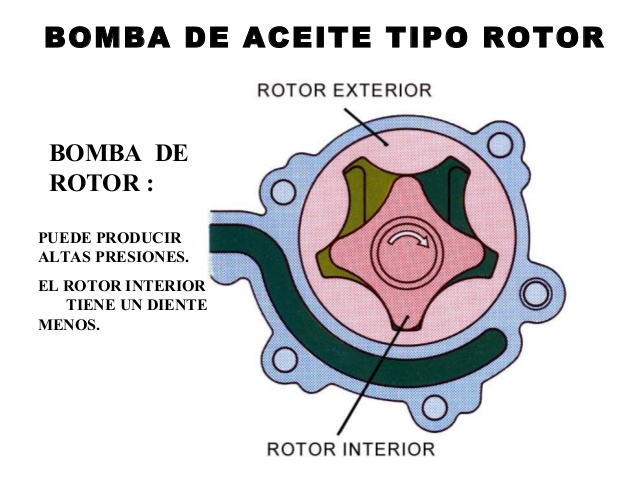 BOMBA DE ACEITE TIPO ROTOR
ROTOR EXTERIOR
BOMBA DE
ROTOR :
PUEDE PRODUCIR
ALTAS PRESIONES.
EL ROTOR INTERIOR
TIENE UN DIENTE
MENOS.
ROTOR INTERIOR